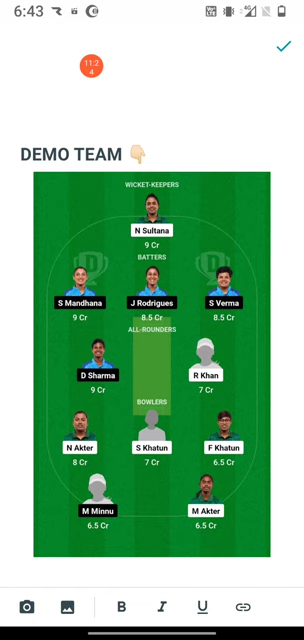 6:43
11:2
4
DEMO TEAM 👇🏻
WICKET-KEEPERS
N Sultana
9 Cr
BATTERS
S Mandhana J Rodrigues S Verma
9 Cr 8.5 Cr 8.5 Cr
ALL-ROUNDERS
D Sharma R Khan
9 Cr 7 Cr
BOWLERS
N Akter S Khatun F Khatun
8 Cr 7 Cr 6.5 Cr
M Minnu M Akter
6.5 Cr 6.5 Cr
B I U